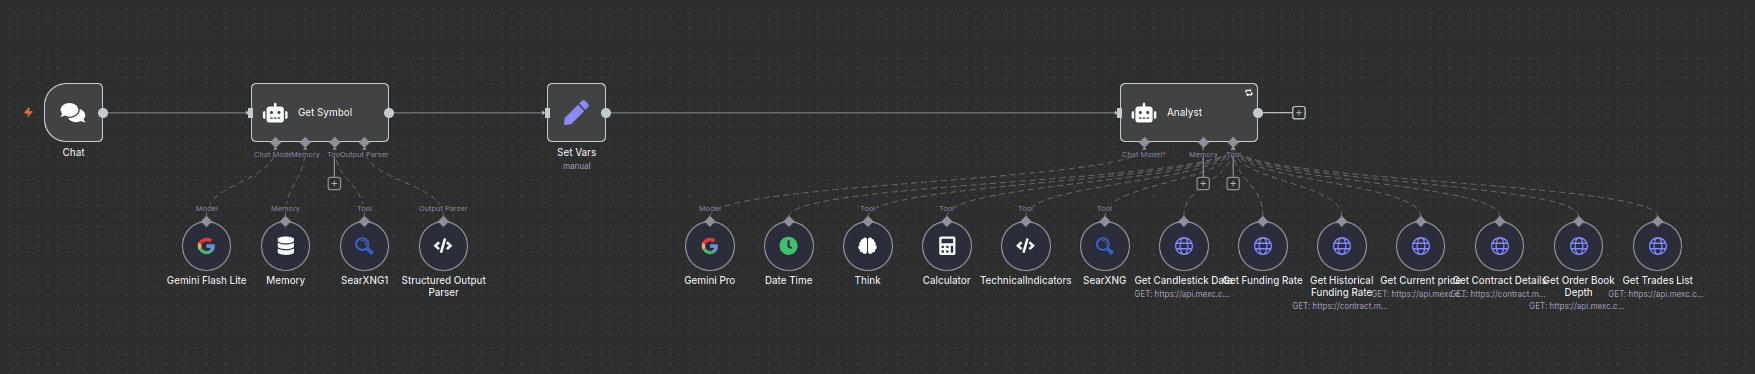 Get Symbol
Analyst
Chat
Chat Model
Memory
Tool
Output Parser
Set Vars
manual
Chat Model*
Memory
Tool
Model
Memory
Tool
Output Parser
Model
Tool
Tool
Tool
Tool
Gemini Flash Lite
Memory
SearXNG1
Structured Output
Parser
Gemini Pro
Date Time
Think
Calculator
TechnicalIndicators
SearXNG
Get Candlestick Data
GET: https://api.mexc.c...
Get Funding Rate
Get Historical
Funding Rate
GET: https://contract.m...
Get Current price
GET: https://api.mexc.c...
Get Contract Details
GET: https://contract.m...
Get Order Book
Depth
GET: https://api.mexc.c...
Get Trades List
GET: https://api.mexc.c...